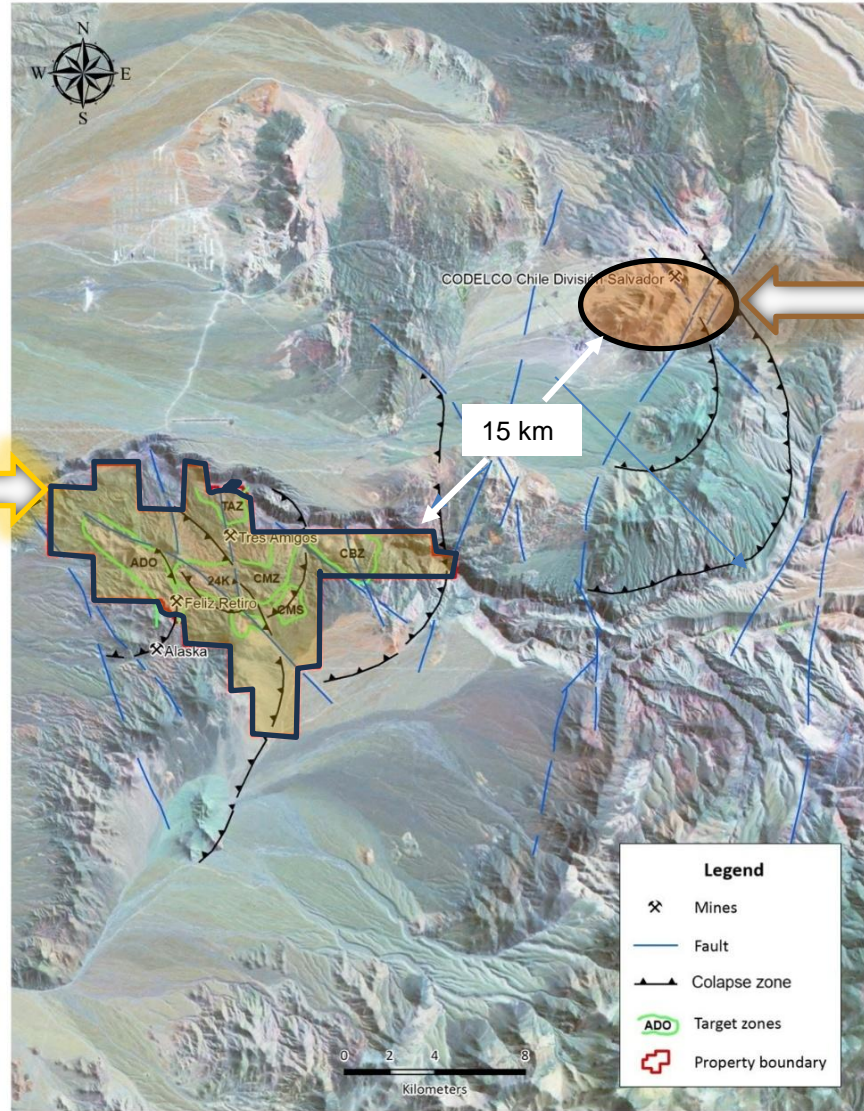 N
W E
S
CODELCO Chile División Salvador
15 km
TAZ
Tres Amigos
ADO
CBZ
24K
CMZ
Feliz Retiro
CMS
Alaska
Legend
Mines
Fault
Colapse zone
ADO Target zones
Property boundary
0 2 4 8
Kilometers